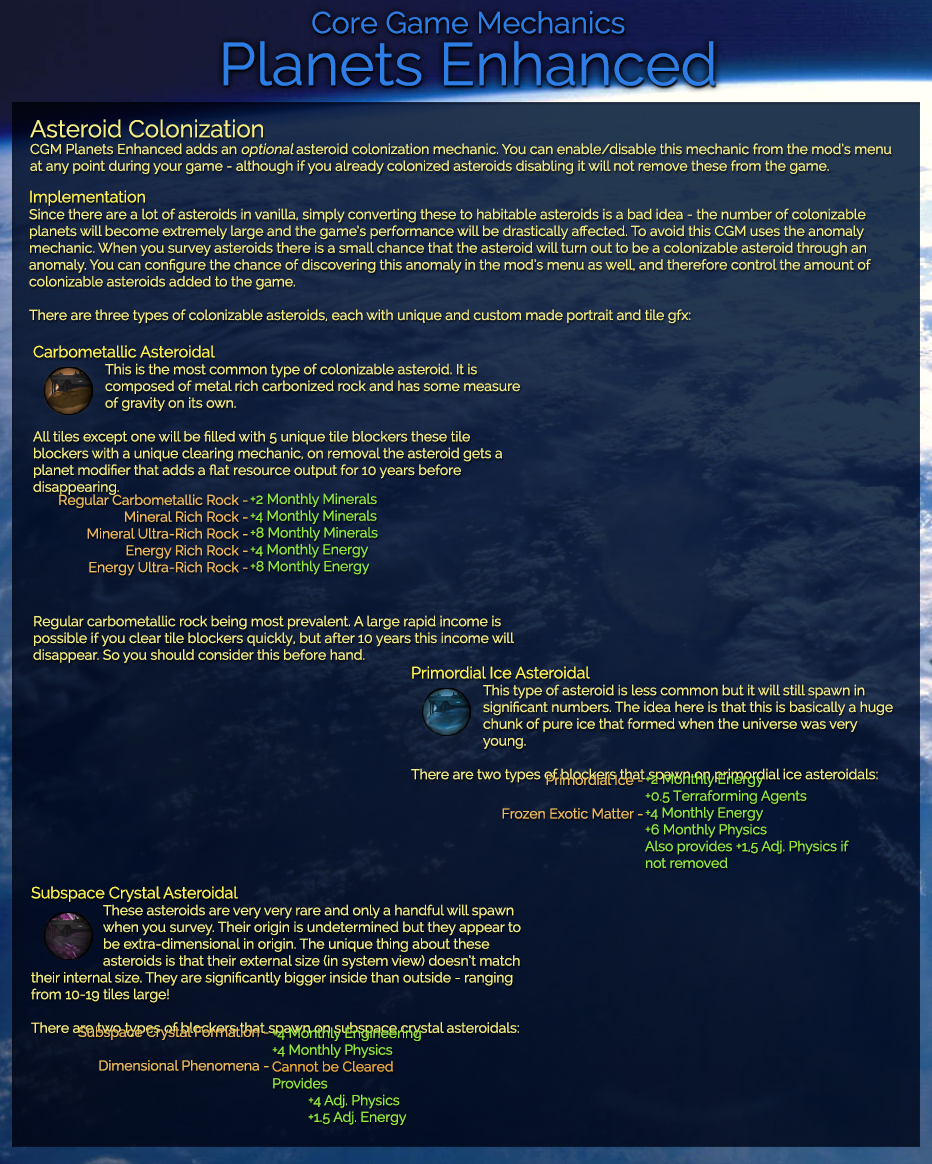 Core Game Mechanics
Planets Enhanced
Asteroid Colonization
CGM Planets Enhanced adds an optional asteroid colonization mechanic. You can enable/disable this mechanic from the mod's menu
at any point during your game - although if you already colonized asteroids disabling it will not remove these from the game.
Implementation
Since there are a lot of asteroids in vanilla, simply converting these to habitable asteroids is a bad idea - the number of colonizable
planets will become extremely large and the game's performance will be drastically affected. To avoid this CGM uses the anomaly
mechanic. When you survey asteroids there is a small chance that the asteroid will turn out to be a colonizable asteroid through an
anomaly. You can configure the chance of discovering this anomaly in the mod's menu as well, and therefore control the amount of
colonizable asteroids added to the game.
There are three types of colonizable asteroids, each with unique and custom made portrait and tile gfx:
Carbometallic Asteroidal
This is the most common type of colonizable asteroid. It is
composed of metal rich carbonized rock and has some measure
of gravity on its own.
All tiles except one will be filled with 5 unique tile blockers these tile
blockers with a unique clearing mechanic, on removal the asteroid gets a
planet modifier that adds a flat resource output for 10 years before
disappearing.
Regular Carbometallic Rock - +2 Monthly Minerals
Mineral Rich Rock - +4 Monthly Minerals
Mineral Ultra-Rich Rock - +8 Monthly Minerals
Energy Rich Rock - +4 Monthly Energy
Energy Ultra-Rich Rock - +8 Monthly Energy
Regular carbometallic rock being most prevalent. A large rapid income is
possible if you clear tile blockers quickly, but after 10 years this income will
disappear. So you should consider this before hand.
Primordial Ice Asteroidal
This type of asteroid is less common but it will still spawn in
significant numbers. The idea here is that this is basically a huge
chunk of pure ice that formed when the universe was very
young.
There are two types of blockers that spawn on primordial ice asteroidals:
Primordial Ice - +2 Monthly Energy
+0.5 Terraforming Agents
Frozen Exotic Matter - +4 Monthly Energy
+6 Monthly Physics
Also provides +1.5 Adj. Physics if
not removed
Subspace Crystal Asteroidal
These asteroids are very very rare and only a handful will spawn
when you survey. Their origin is undetermined but they appear to
be extra-dimensional in origin. The unique thing about these
asteroids is that their external size (in system view) doesn't match
their internal size. They are significantly bigger inside than outside - ranging
from 10-19 tiles large!
There are two types of blockers that spawn on subspace crystal asteroidals:
Subspace Crystal Formation - +4 Monthly Engineering
+4 Monthly Physics
Dimensional Phenomena - Cannot be Cleared
Provides
+4 Adj. Physics
+1.5 Adj. Energy